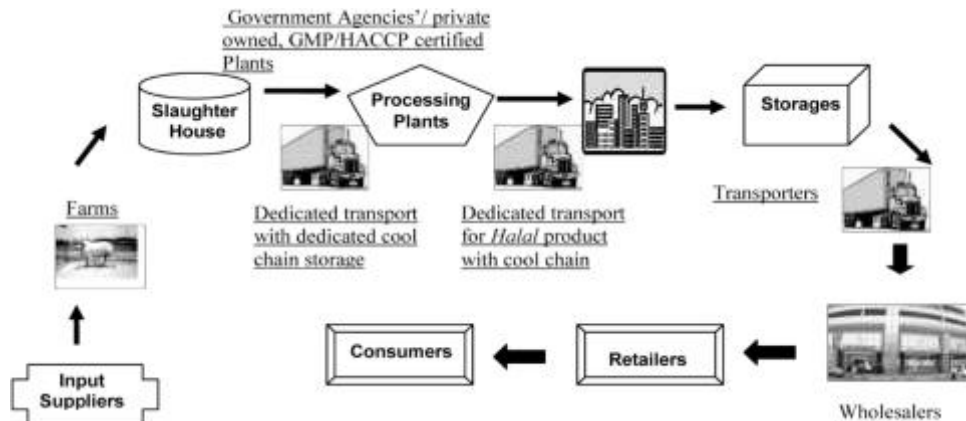 Government Agencies'/ private
owned, GMP/HACCP certified
Plants
Slaughter
House
Processing
Plants
Storages
Farms
Dedicated transport
with dedicated cool
chain storage
Dedicated transport
for Halal product
with cool chain
Transporters
Input
Suppliers
Consumers
Retailers
Wholesalers